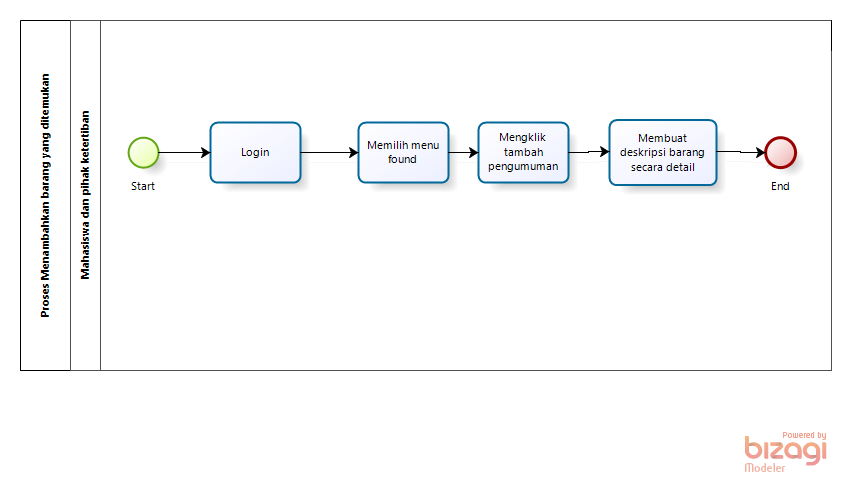 Proses Menambahkan barang yang ditemukan
Mahasiswa dan pihak ketertiban
Start
Login
Memilih menu
found
Mengklik
tambah
pengumuman
Membuat
deskripsi barang
secara detail
End
Powered by
bizagi
Modeler